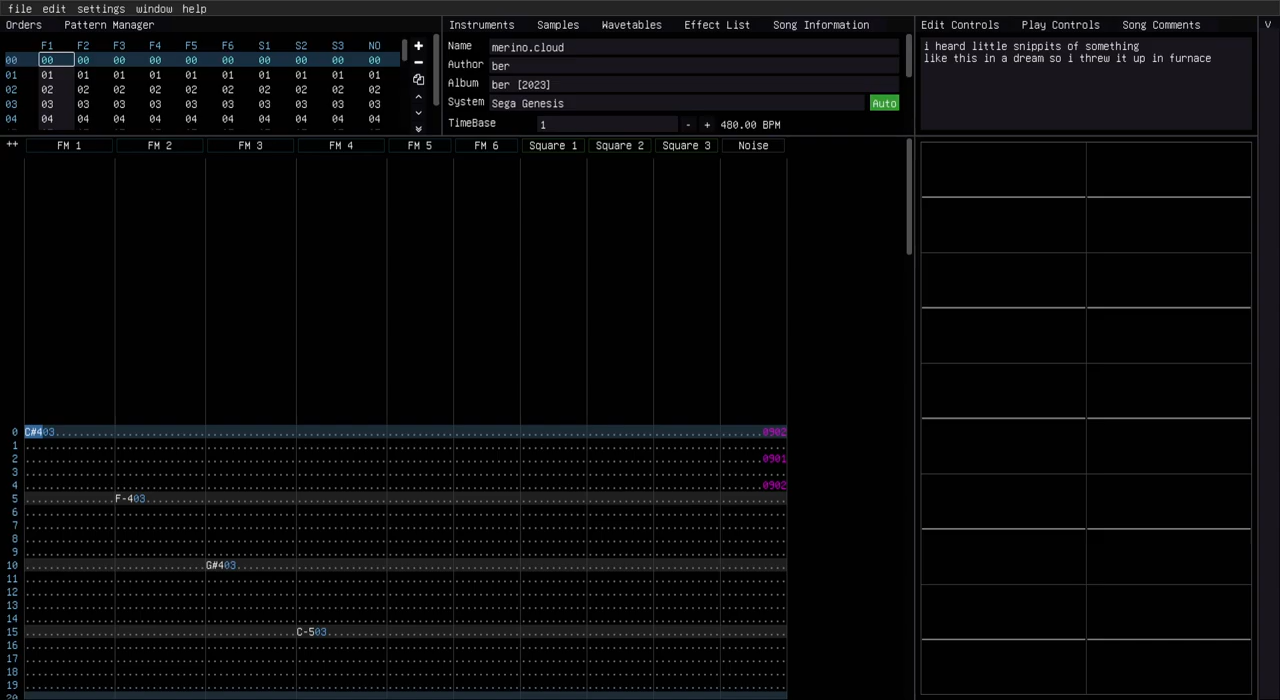 file edit settings window help
Orders Pattern Manager
F1 F2 F3 F4 F5 F6 S1 S2 S3 NO
00 00 00 00 00 00 00 00 00 00 00
01 01 01 01 01 01 01 01 01 01 01
02 02 02 02 02 02 02 02 02 02 02
03 03 03 03 03 03 03 03 03 03 03
04 04 04 04 04 04 04 04 04 04 04
Instruments Samples Wavetables Effect List Song Information
Name merino.cloud
Author ber
Album ber [2023]
System Sega Genesis Auto
TimeBase 1 - + 480.00 BPM
Edit Controls Play Controls Song Comments
i heard little snippits of something
like this in a dream so i threw it up in furnace
++ FM 1 FM 2 FM 3 FM 4 FM 5 FM 6 Square 1 Square 2 Square 3 Noise
0 C#403 0902
1
2 0901
3
4 0902
5 F-403
6
7
8
9
10 G#403
11
12
13
14
15 C-503
16
17
18
19
20